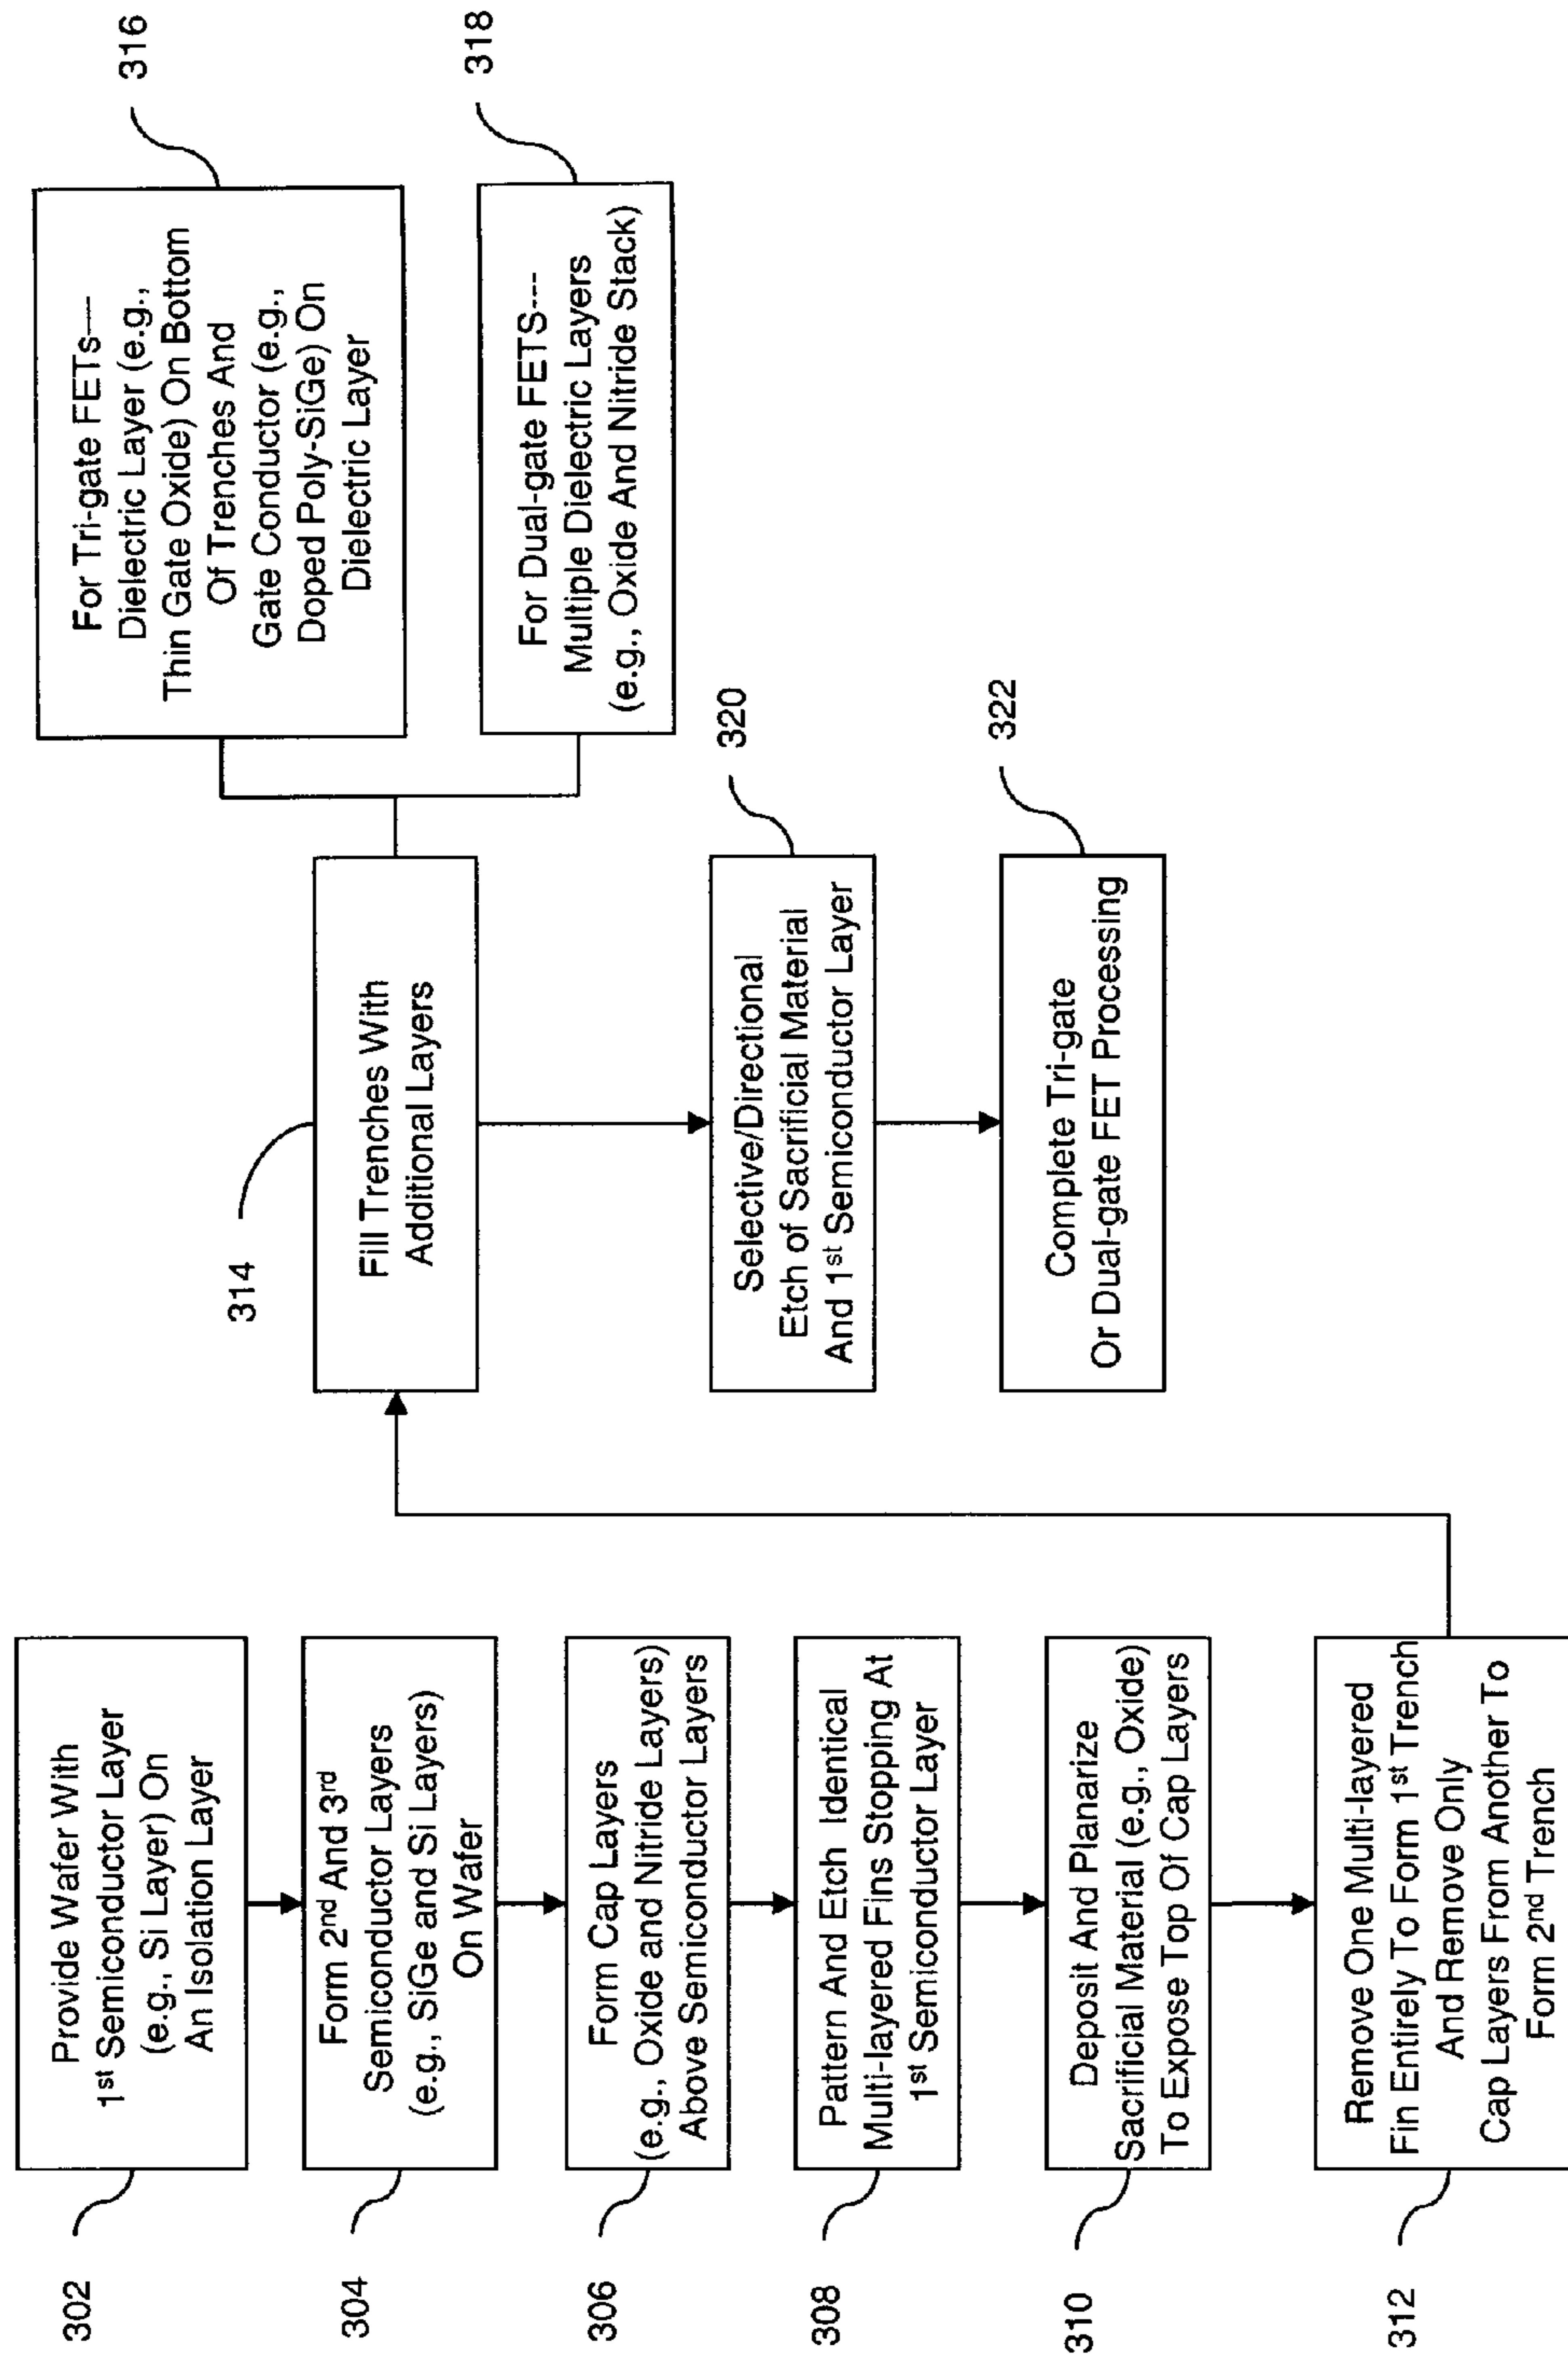 302
Provide Wafer With
1st Semiconductor Layer
(e.g., Si Layer) On
An Isolation Layer
304
Form 2nd And 3rd
Semiconductor Layers
(e.g., SiGe and Si Layers)
On Wafer
306
Form Cap Layers
(e.g., Oxide and Nitride Layers)
Above Semiconductor Layers
308
Pattern And Etch Identical
Multi-layered Fins Stopping At
1st Semiconductor Layer
310
Deposit And Planarize
Sacrificial Material (e.g., Oxide)
To Expose Top Of Cap Layers
312
Remove One Multi-layered
Fin Entirely To Form 1st Trench
And Remove Only
Cap Layers From Another To
Form 2nd Trench
314
Fill Trenches With
Additional Layers
316
For Tri-gate FETs—
Dielectric Layer (e.g.,
Thin Gate Oxide) On Bottom
Of Trenches And
Gate Conductor (e.g.,
Doped Poly-SiGe) On
Dielectric Layer
318
For Dual-gate FETS---
Multiple Dielectric Layers
(e.g., Oxide And Nitride Stack)
320
Selective/Directional
Etch of Sacrificial Material
And 1st Semiconductor Layer
322
Complete Tri-gate
Or Dual-gate FET Processing